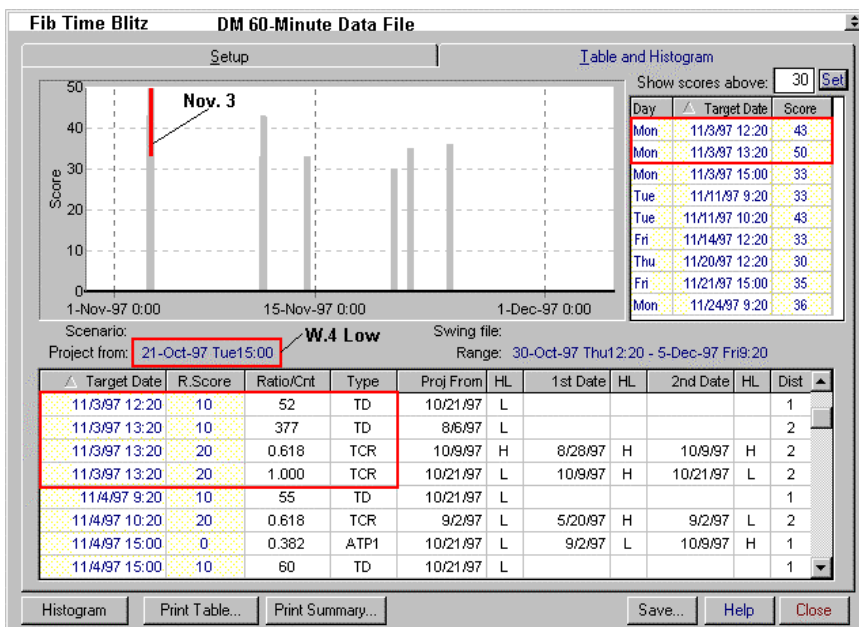 Fib Time Blitz DM 60-Minute Data File
Setup Table and Histogram
Show scores above: 30 Set
Day Target Date Score
Mon 11/3/97 12:20 43
Mon 11/3/97 13:20 50
Mon 11/3/97 15:00 33
Tue 11/11/97 9:20 33
Tue 11/11/97 10:20 43
Fri 11/14/97 12:20 33
Thu 11/20/97 12:20 30
Fri 11/21/97 15:00 35
Mon 11/24/97 9:20 36
Nov. 3
Score
50
40
30
20
10
0
1-Nov-97 0:00 15-Nov-97 0:00 1-Dec-97 0:00
Scenario: W.4 Low Swing file:
Project from: 21-Oct-97 Tue15:00 Range: 30-Oct-97 Thu12:20 - 5-Dec-97 Fri9:20
Target Date R.Score Ratio/Cnt Type Proj From HL 1st Date HL 2nd Date HL Dist
11/3/97 12:20 10 52 TD 10/21/97 L 1
11/3/97 13:20 10 377 TD 8/6/97 L 2
11/3/97 13:20 20 0.618 TCR 10/9/97 H 8/28/97 H 10/9/97 H 2
11/3/97 13:20 20 1.000 TCR 10/21/97 L 10/9/97 H 10/21/97 L 2
11/4/97 9:20 10 55 TD 10/21/97 L 1
11/4/97 10:20 20 0.618 TCR 9/2/97 L 5/20/97 H 9/2/97 L 2
11/4/97 15:00 0 0.382 ATP1 10/21/97 L 9/2/97 L 10/9/97 H 1
11/4/97 15:00 10 60 TD 10/21/97 L 1
Histogram Print Table... Print Summary... Save... Help Close